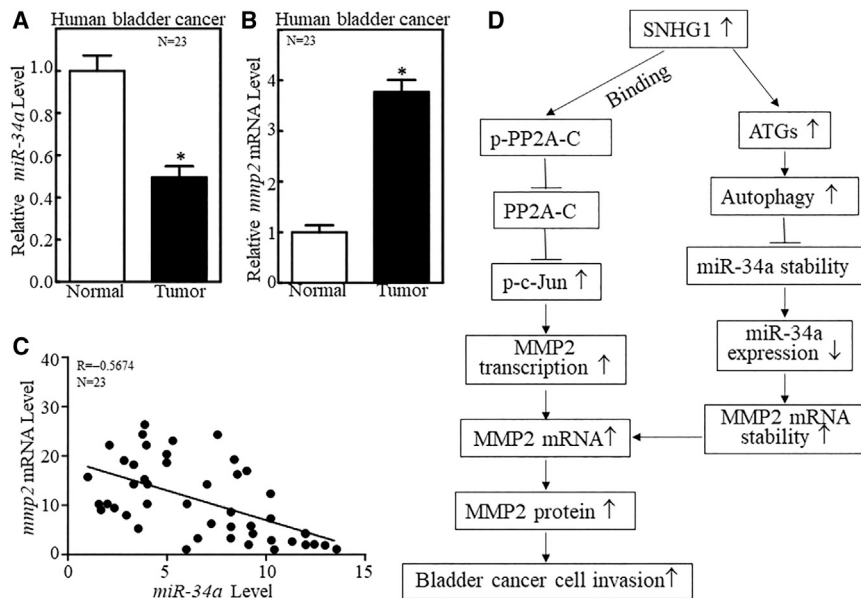 A
Human bladder cancer
N=23
Relative miR-34a Level
1.0
0.8
0.6
0.4
0.2
0.0
*
Normal
Tumor
B
Human bladder cancer
N=23
Relative mmp2 mRNA Level
4
3
2
1
0
*
Normal
Tumor
C
R=-0.5674
N=23
mmp2 mRNA Level
40
30
20
10
0
0
5
10
15
miR-34a Level
D
SNHG1 ↑
Binding
p-PP2A-C
PP2A-C
p-c-Jun ↑
MMP2
transcription ↑
MMP2 mRNA↑
MMP2 protein ↑
Bladder cancer cell invasion↑
ATGs ↑
Autophagy ↑
miR-34a stability
miR-34a
expression ↓
MMP2 mRNA
stability ↑